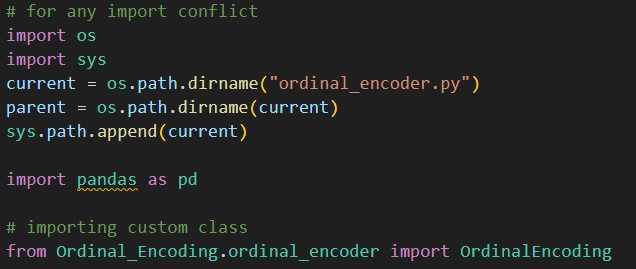 # for any import conflict
import os
import sys
current = os.path.dirname("ordinal_encoder.py")
parent = os.path.dirname(current)
sys.path.append(current)
import pandas as pd
# importing custom class
from Ordinal_Encoding.ordinal_encoder import OrdinalEncoding